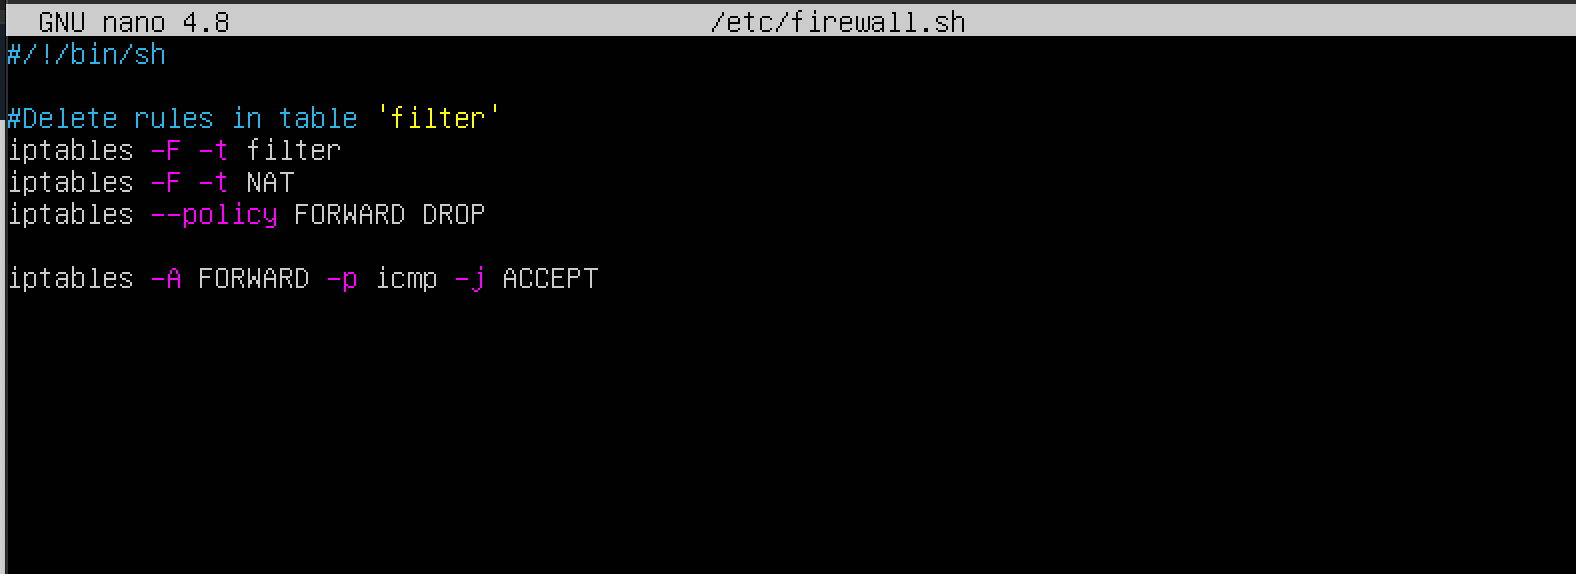 GNU nano 4.8 /etc/firewall.sh
#/!/bin/sh
#Delete rules in table 'filter'
iptables -F -t filter
iptables -F -t NAT
iptables --policy FORWARD DROP
iptables -A FORWARD -p icmp -j ACCEPT